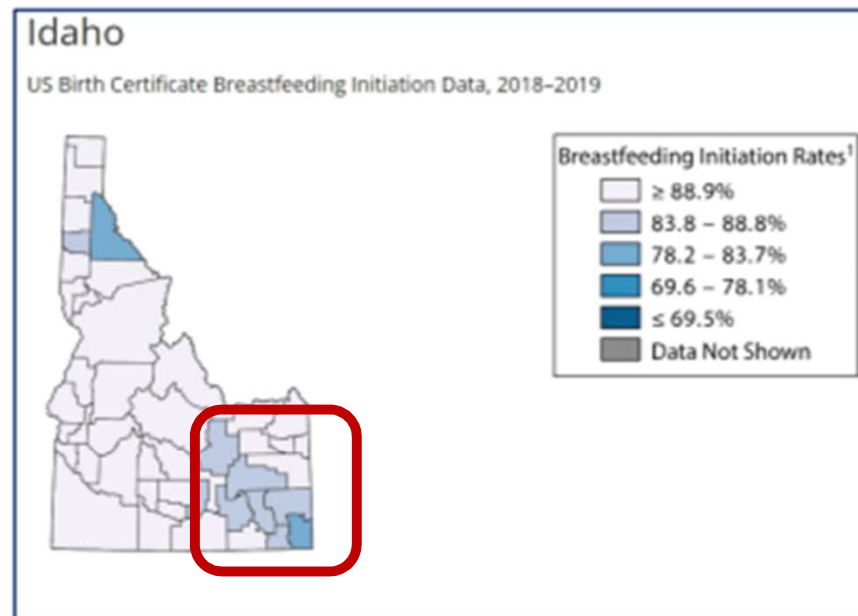 Idaho
US Birth Certificate Breastfeeding Initiation Data, 2018–2019
Breastfeeding Initiation Rates¹
≥ 88.9%
83.8 – 88.8%
78.2 – 83.7%
69.6 – 78.1%
≤ 69.5%
Data Not Shown